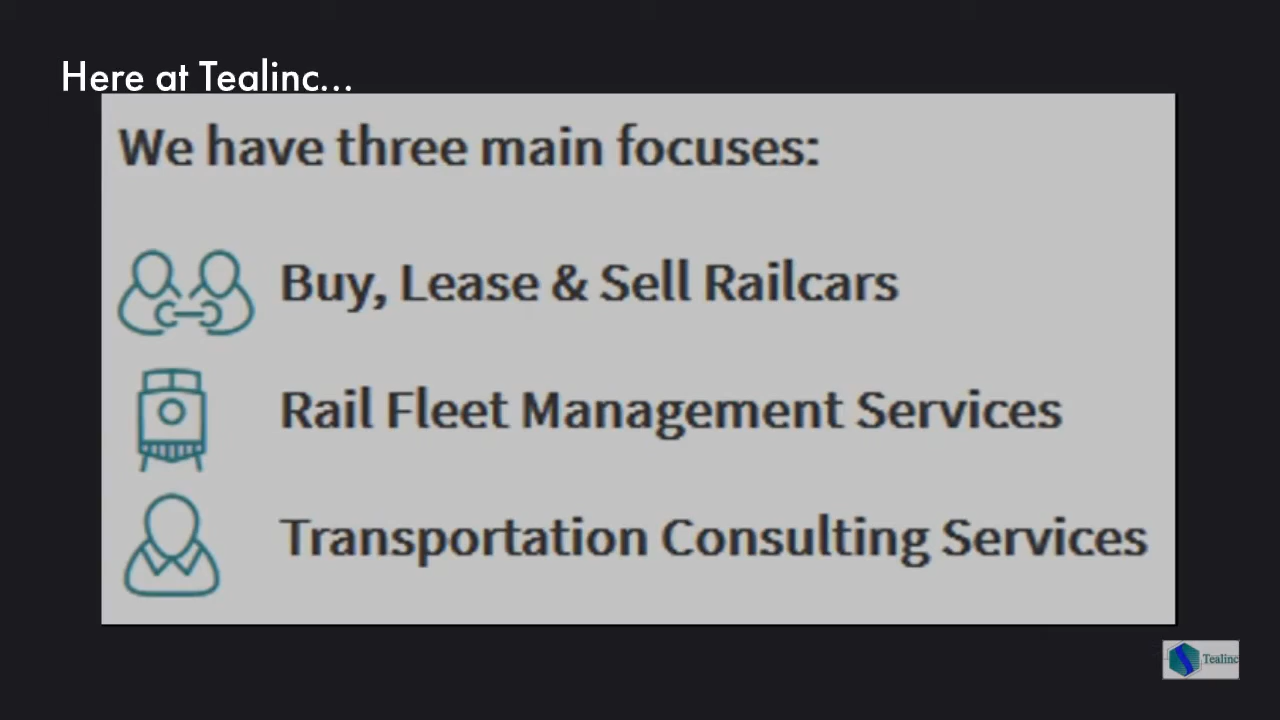 Here at Tealinc...
We have three main focuses:
Buy, Lease & Sell Railcars
Rail Fleet Management Services
Transportation Consulting Services
Tealinc